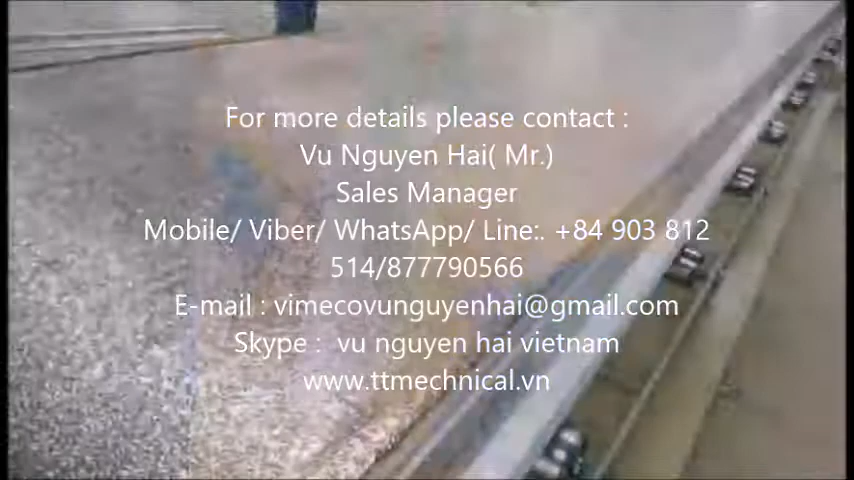 For more details please contact :
Vu Nguyen Hai( Mr.)
Sales Manager
Mobile/ Viber/ WhatsApp/ Line:. +84 903 812
514/877790566
E-mail : vimecovunguyenhai@gmail.com
Skype :  vu nguyen hai vietnam
www.ttmechnical.vn